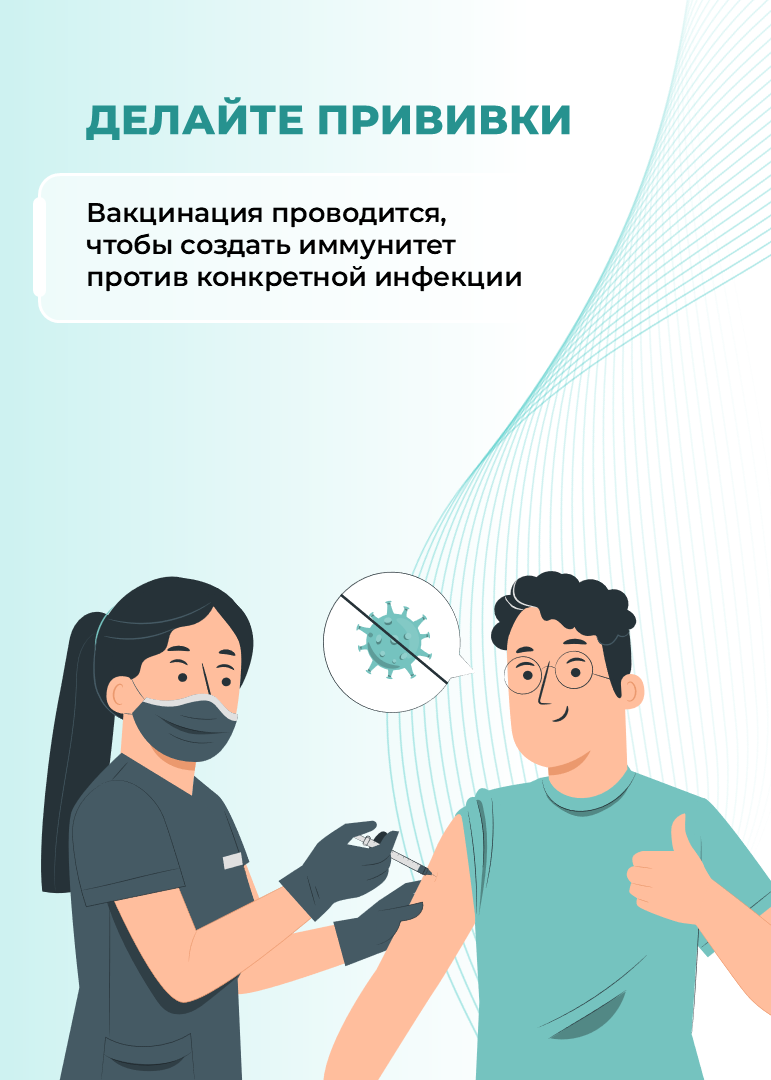 ДЕЛАЙТЕ ПРИВИВКИ
Вакцинация проводится,
чтобы создать иммунитет
против конкретной инфекции